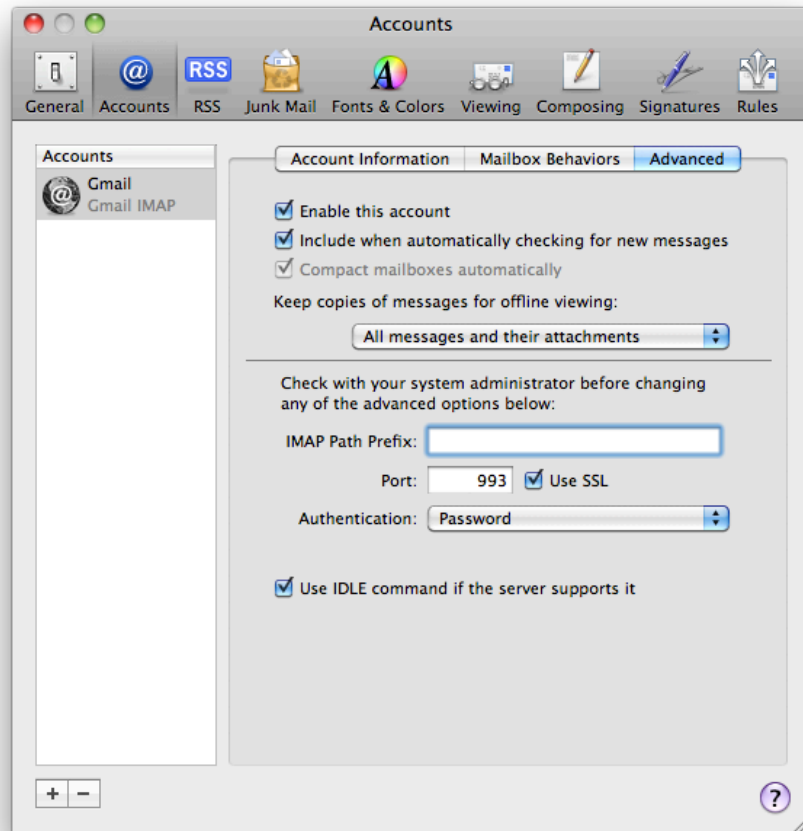 Accounts
RSS
General Accounts RSS Junk Mail Fonts & Colors Viewing Composing Signatures Rules
Accounts
Gmail
Gmail IMAP
Account Information Mailbox Behaviors Advanced
Enable this account
Include when automatically checking for new messages
Compact mailboxes automatically
Keep copies of messages for offline viewing:
All messages and their attachments
Check with your system administrator before changing
any of the advanced options below:
IMAP Path Prefix:
Port: 993 Use SSL
Authentication: Password
Use IDLE command if the server supports it
+ − ?